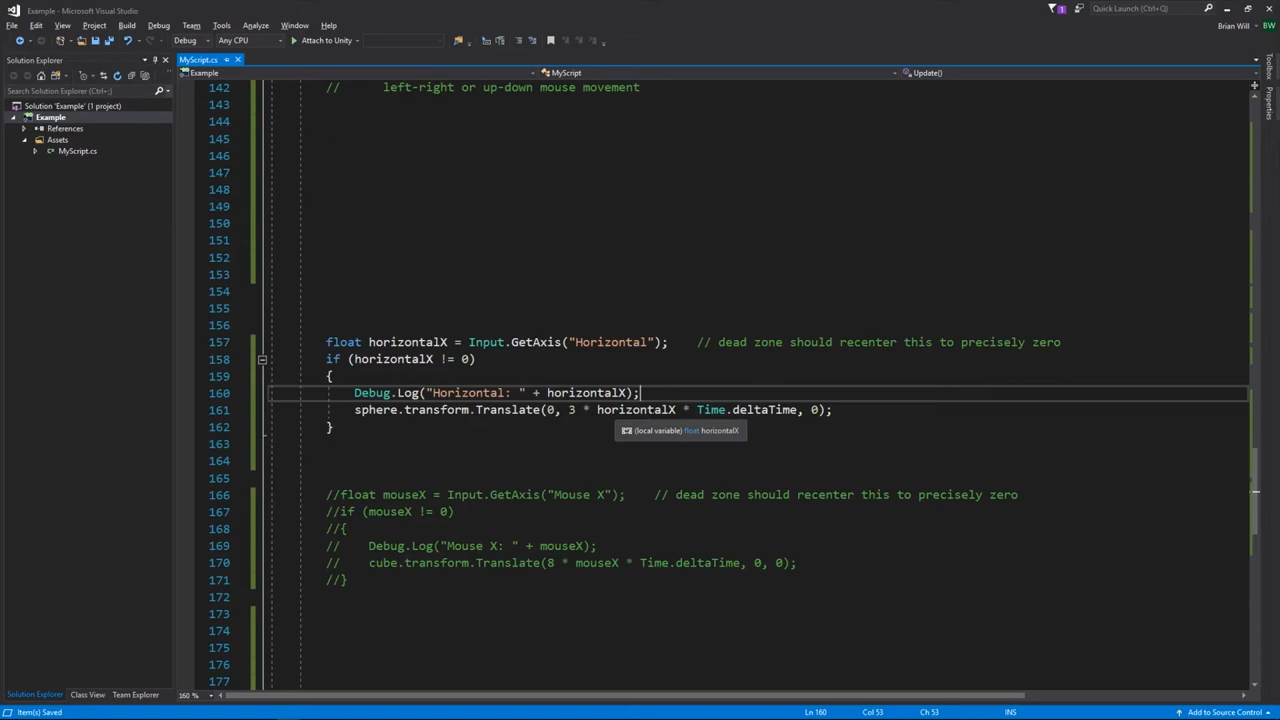 Example - Microsoft Visual Studio
1
Quick Launch (Ctrl+Q)
File Edit View Project Build Debug Team Tools Analyze Window Help
Brian Will BW
Debug Any CPU Attach to Unity
Solution Explorer
MyScript.cs
Example MyScript Update()
Search Solution Explorer (Ctrl+;)
Solution 'Example' (1 project)
Example
References
Assets
MyScript.cs
142 // left-right or up-down mouse movement
143
144
145
146
147
148
149
150
151
152
153
154
155
156
157 float horizontalX = Input.GetAxis("Horizontal"); // dead zone should recenter this to precisely zero
158 if (horizontalX != 0)
159 {
160 Debug.Log("Horizontal: " + horizontalX);
161 sphere.transform.Translate(0, 3 * horizontalX * Time.deltaTime, 0);
162 }
(local variable) float horizontalX
163
164
165
166 //float mouseX = Input.GetAxis("Mouse X"); // dead zone should recenter this to precisely zero
167 //if (mouseX != 0)
168 //{
169 // Debug.Log("Mouse X: " + mouseX);
170 // cube.transform.Translate(8 * mouseX * Time.deltaTime, 0, 0);
171 //}
172
173
174
175
176
177
Toolbox
Properties
Solution Explorer Class View Team Explorer
160 %
Item(s) Saved
Ln 160 Col 53 Ch 53 INS
Add to Source Control